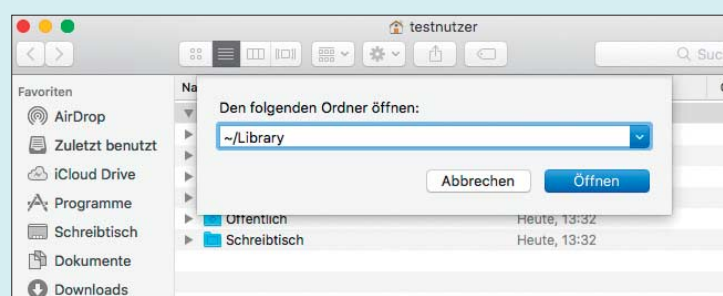 testnutzer
Suc
Favoriten
AirDrop
Zuletzt benutzt
iCloud Drive
Programme
Schreibtisch
Dokumente
Downloads
Na
Den folgenden Ordner öffnen:
~/Library
Abbrechen
Öffnen
Öffentlich Heute, 13:32
Schreibtisch Heute, 13:32